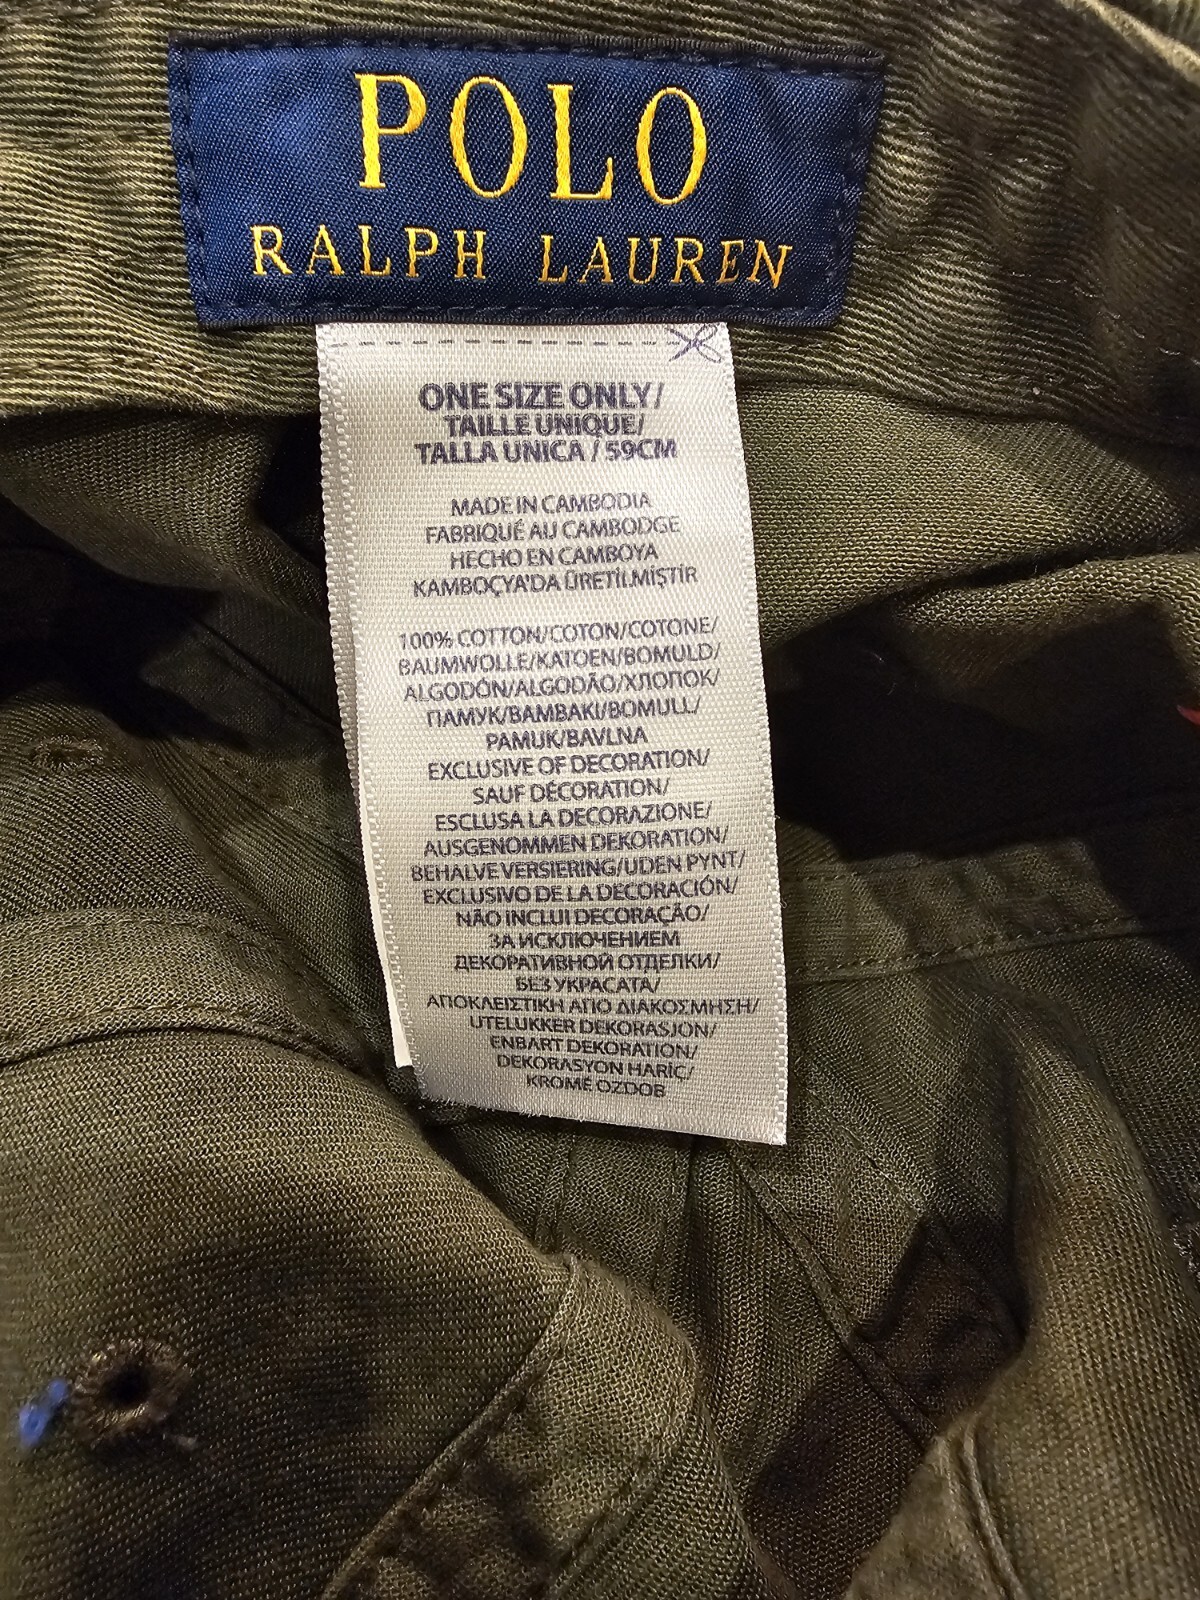 POLO
RALPH LAUREN
ONE SIZE ONLY/
TAILLE UNIQUE/
TALLA UNICA / 59CM
MADE IN CAMBODIA
FABRIQUÉ AU CAMBODGE
HECHO EN CAMBOYA
KAMBOÇYA'DA ÜRETİLMİŞTİR
100% COTTON/COTON/COTONE/
BAUMWOLLE/KATOEN/BOMULD/
ALGODÓN/ALGODÃO/ХЛОПОК/
ПАМУК/ΒΑΜΒΑΚΙ/BOMULL/
PAMUK/BAVLNA
EXCLUSIVE OF DECORATION/
SAUF DÉCORATION/
ESCLUSA LA DECORAZIONE/
AUSGENOMMEN DEKORATION/
BEHALVE VERSIERING/UDEN PYNT/
EXCLUSIVO DE LA DECORACIÓN/
NÃO INCLUI DECORAÇÃO/
ЗА ИСКЛЮЧЕНИЕМ
ДЕКОРАТИВНОЙ ОТДЕЛКИ/
БЕЗ УКРАСАТА/
ΑΠΟΚΛΕΙΣΤΙΚΗ ΑΠΟ ΔΙΑΚΟΣΜΗΣΗ/
UTELUKKER DEKORASJON/
ENBART DEKORATION/
DEKORASYON HARİÇ/
KROMĚ OZDOB